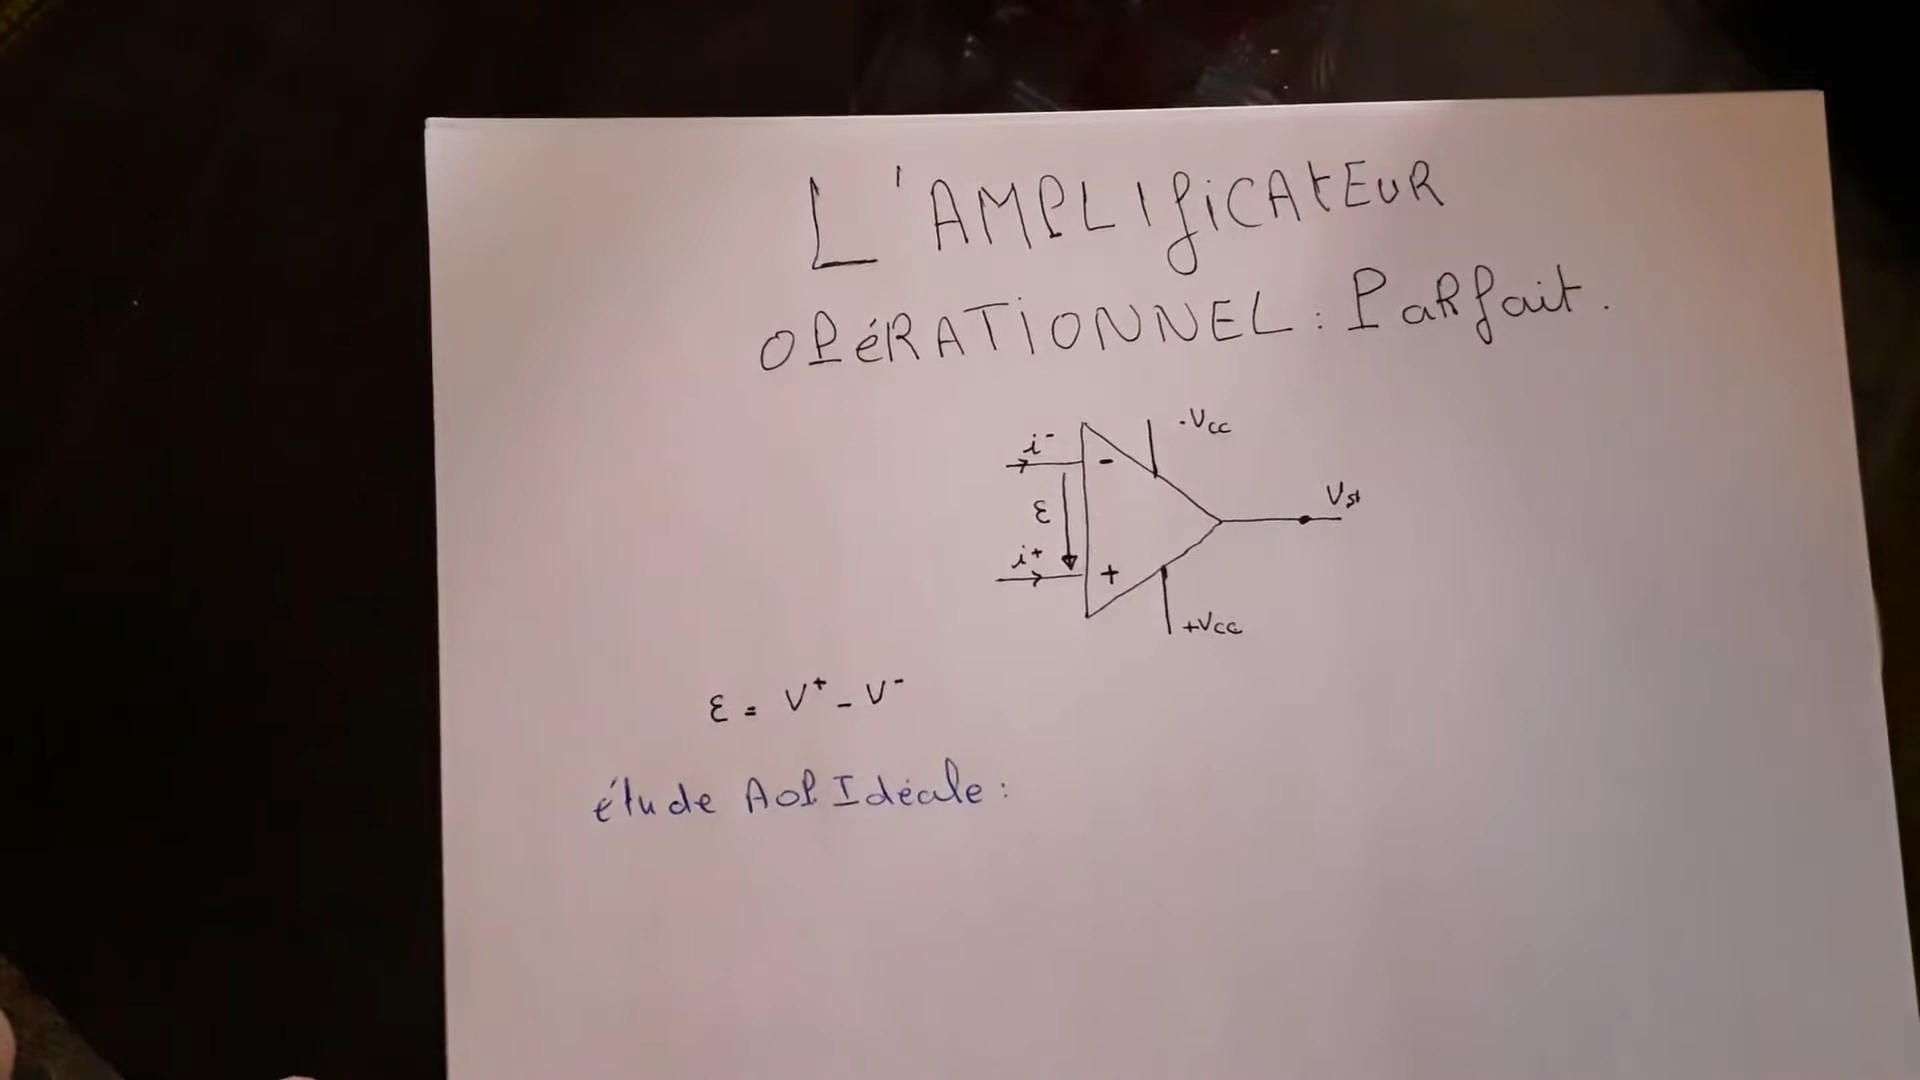 L'AMPLIfiCAtEUR
OPéRATIONNEL : PaRfait.
-Vcc
i-
-
Vst
ε
i+
+
+Vcc
ε = V+ - V-
étude AOP Idéale :